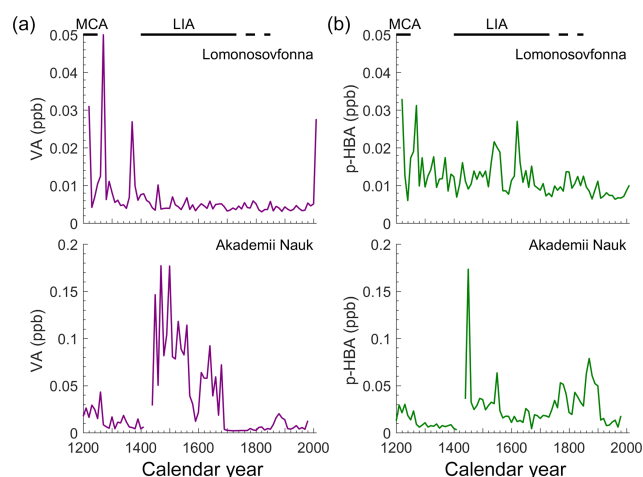 (a)
MCA
LIA
Lomonosovfonna
0.05
0.04
0.03
0.02
0.01
0
VA (ppb)
Akademii Nauk
0.2
0.15
0.1
0.05
0
VA (ppb)
1200
1400
1600
1800
2000
Calendar year
(b)
MCA
LIA
Lomonosovfonna
0.05
0.04
0.03
0.02
0.01
0
p-HBA (ppb)
Akademii Nauk
0.2
0.15
0.1
0.05
0
p-HBA (ppb)
1200
1400
1600
1800
2000
Calendar year